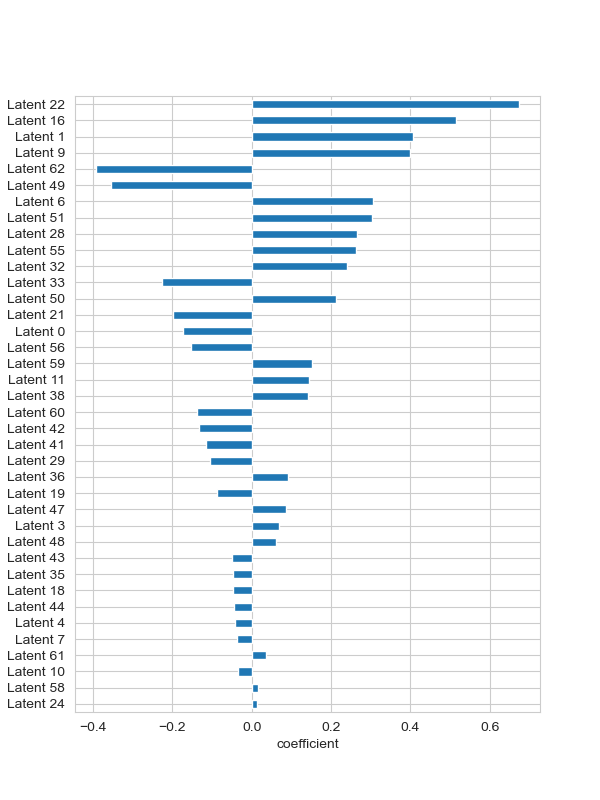 Latent 22
Latent 16
Latent 1
Latent 9
Latent 62
Latent 49
Latent 6
Latent 51
Latent 28
Latent 55
Latent 32
Latent 33
Latent 50
Latent 21
Latent 0
Latent 56
Latent 59
Latent 11
Latent 38
Latent 60
Latent 42
Latent 41
Latent 29
Latent 36
Latent 19
Latent 47
Latent 3
Latent 48
Latent 43
Latent 35
Latent 18
Latent 44
Latent 4
Latent 7
Latent 61
Latent 10
Latent 58
Latent 24
−0.4 −0.2 0.0 0.2 0.4 0.6
coefficient